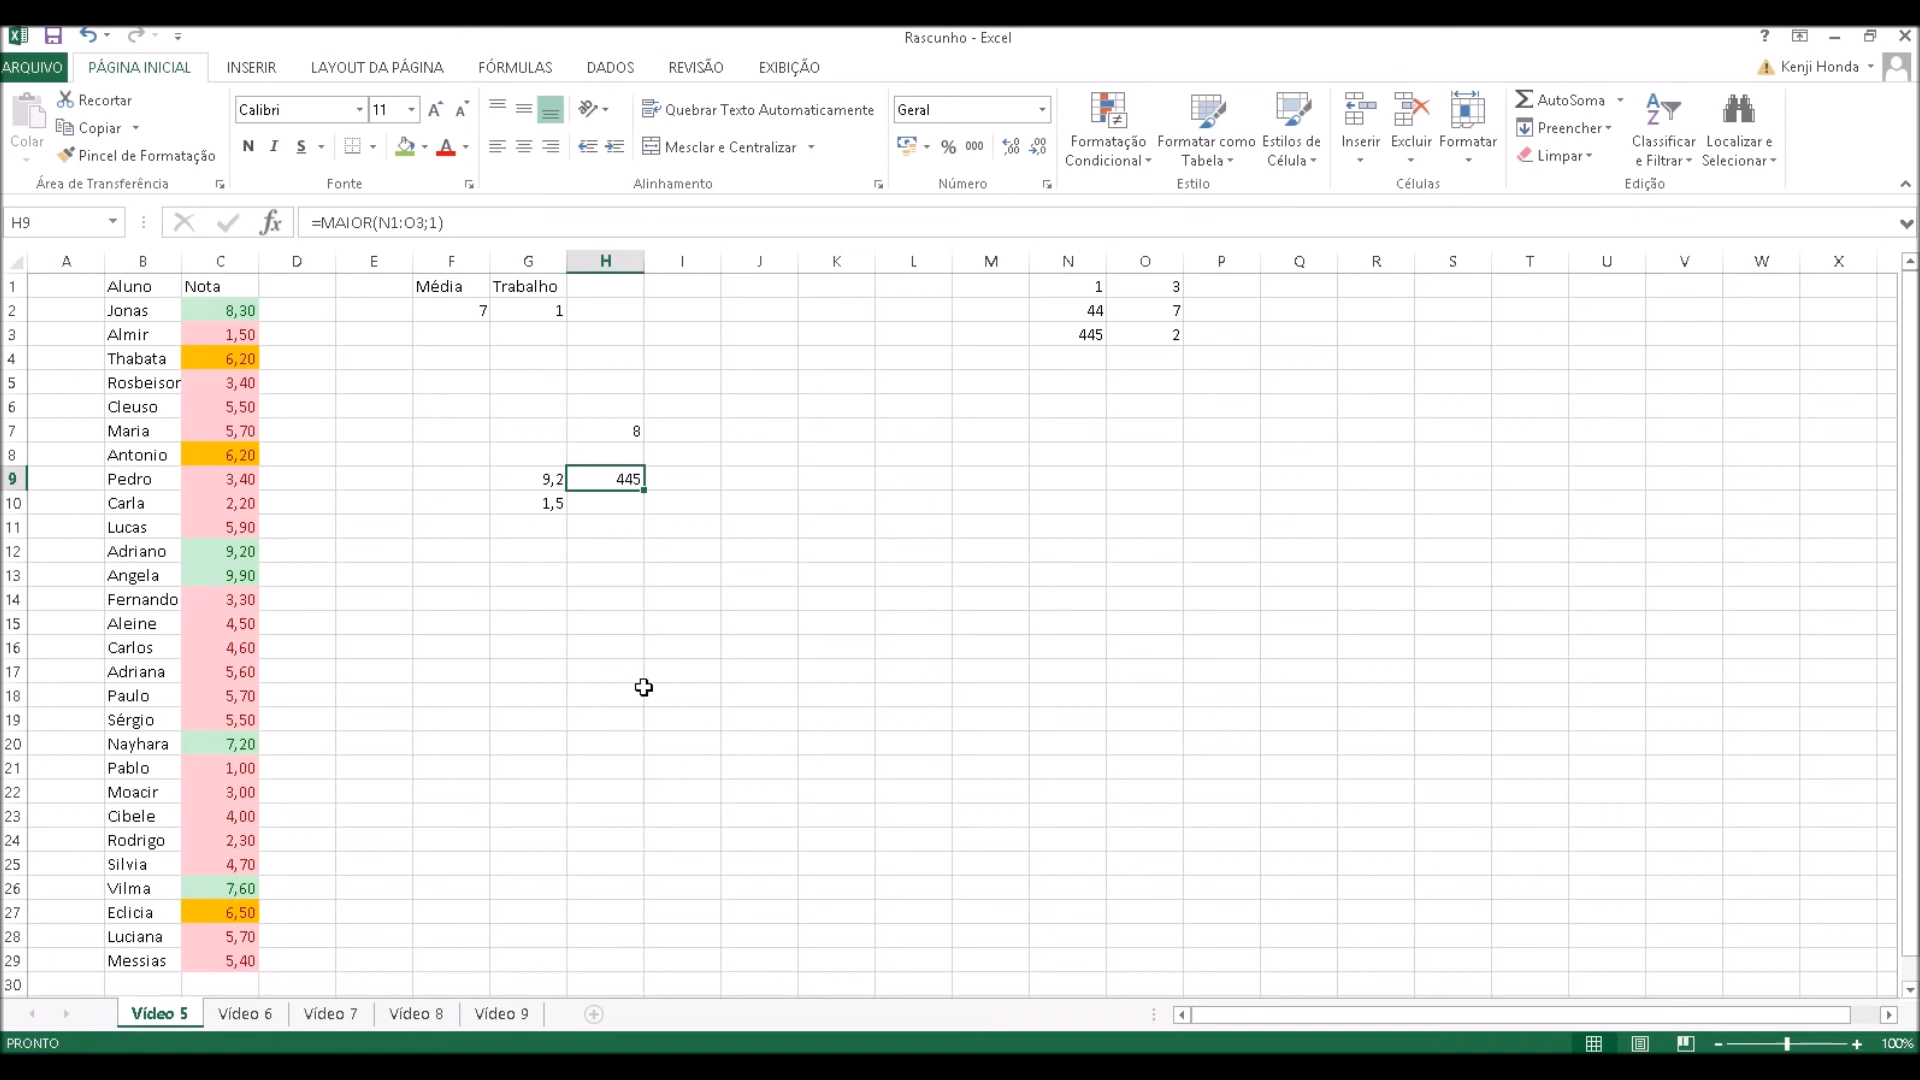 Rascunho - Excel
?
ARQUIVO PÁGINA INICIAL INSERIR LAYOUT DA PÁGINA FÓRMULAS DADOS REVISÃO EXIBIÇÃO Kenji Honda
Colar
Recortar
Copiar
Pincel de Formatação
Área de Transferência
Calibri 11
N I S
Fonte
Quebrar Texto Automaticamente
Mesclar e Centralizar
Alinhamento
Geral
% 000
Número
Formatação Condicional
Formatar como Tabela
Estilos de Célula
Estilo
Inserir Excluir Formatar
Células
AutoSoma
Preencher
Limpar
Classificar e Filtrar
Localizar e Selecionar
Edição
H9 fx =MAIOR(N1:O3;1)
A B C D E F G H I J K L M N O P Q R S T U V W X
1 Aluno Nota Média Trabalho 1 3
2 Jonas 8,30 7 1 44 7
3 Almir 1,50 445 2
4 Thabata 6,20
5 Rosbeisor 3,40
6 Cleuso 5,50
7 Maria 5,70 8
8 Antonio 6,20
9 Pedro 3,40 9,2 445
10 Carla 2,20 1,5
11 Lucas 5,90
12 Adriano 9,20
13 Angela 9,90
14 Fernando 3,30
15 Aleine 4,50
16 Carlos 4,60
17 Adriana 5,60
18 Paulo 5,70
19 Sérgio 5,50
20 Nayhara 7,20
21 Pablo 1,00
22 Moacir 3,00
23 Cibele 4,00
24 Rodrigo 2,30
25 Silvia 4,70
26 Vilma 7,60
27 Eclicia 6,50
28 Luciana 5,70
29 Messias 5,40
30
Vídeo 5 Vídeo 6 Vídeo 7 Vídeo 8 Vídeo 9
PRONTO 100%